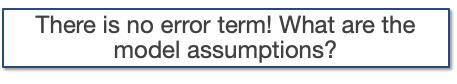 There is no error term! What are the
model assumptions?